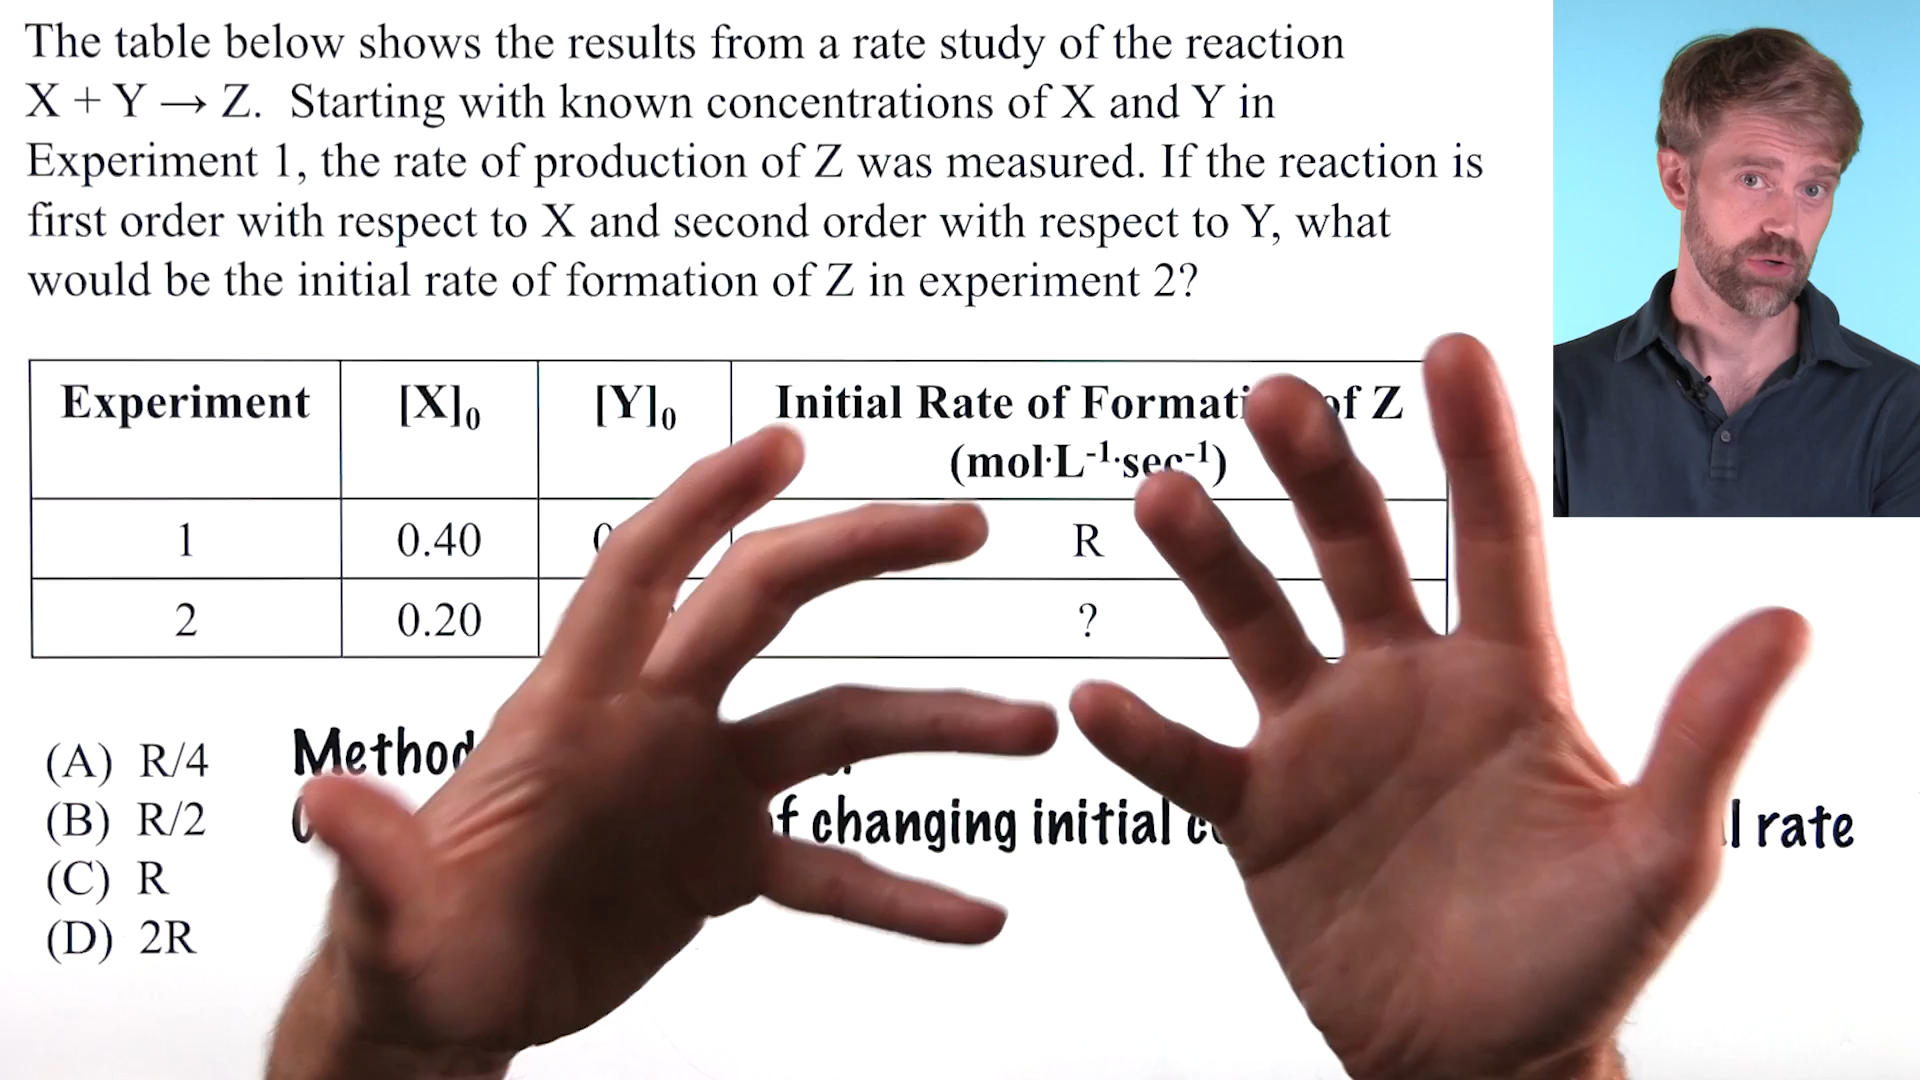 The table below shows the results from a rate study of the reaction
X + Y → Z. Starting with known concentrations of X and Y in
Experiment 1, the rate of production of Z was measured. If the reaction is
first order with respect to X and second order with respect to Y, what
would be the initial rate of formation of Z in experiment 2?
Experiment [X]₀ [Y]₀ Initial Rate of Formati of Z
(mol·L⁻¹·sec⁻¹)
1 0.40 R
2 0.20 ?
(A) R/4
(B) R/2
(C) R
(D) 2R
Method
of changing initial rate